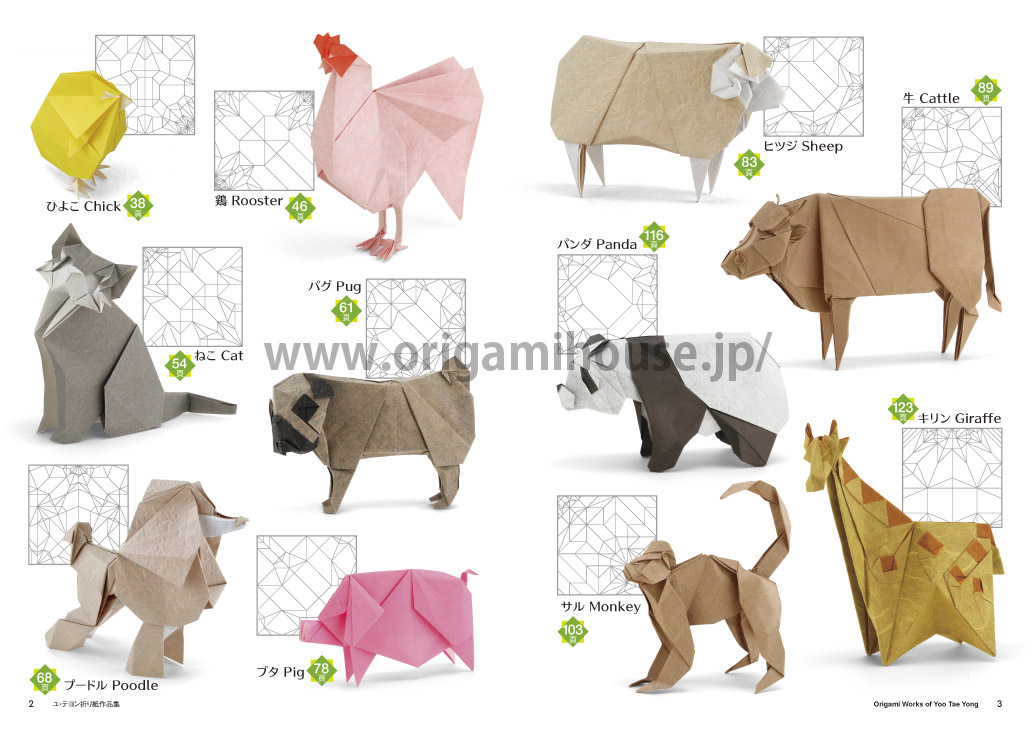 ひよこ Chick
38
頁
鶏 Rooster
46
頁
ねこ Cat
54
頁
パグ Pug
61
頁
68
頁
プードル Poodle
ブタ Pig
78
頁
2
ユ・テヨン折り紙作品集
ヒツジ Sheep
83
頁
牛 Cattle
89
頁
パンダ Panda
116
頁
123
頁
キリン Giraffe
サル Monkey
103
頁
www.origamihouse.jp/
Origami Works of Yoo Tae Yong
3